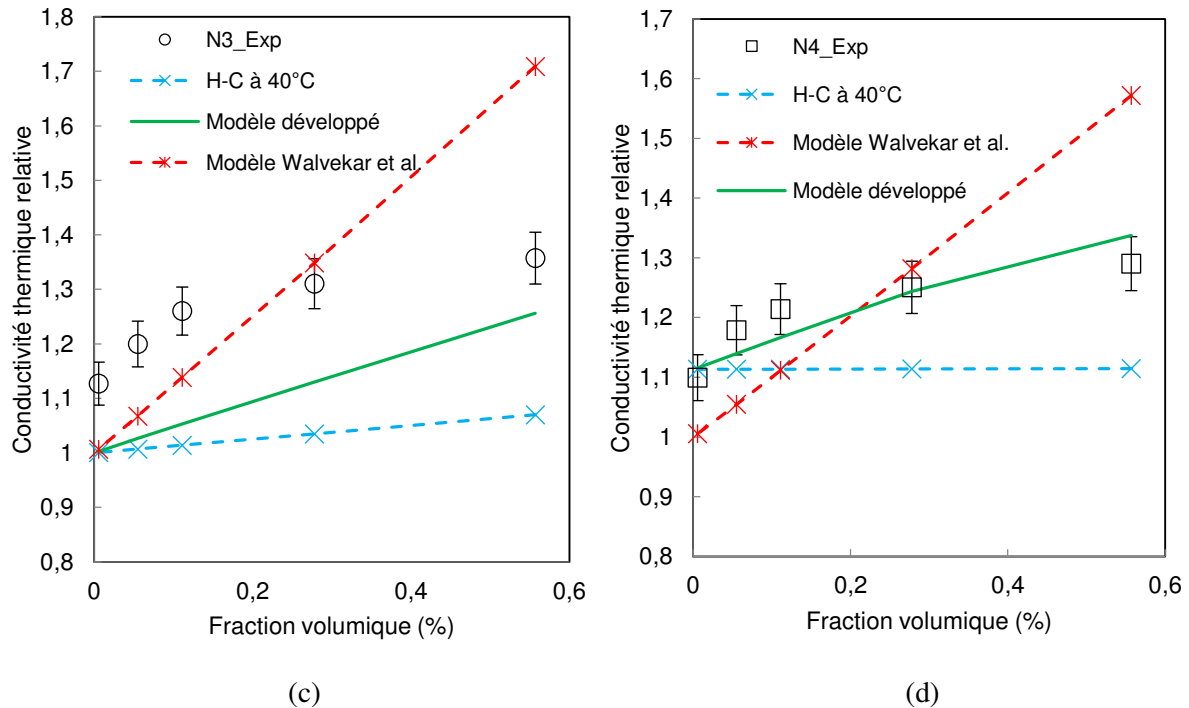 Conductivité thermique relative
1,8
1,7
1,6
1,5
1,4
1,3
1,2
1,1
1
0,9
0,8
N3_Exp
H-C à 40°C
Modèle développé
Modèle Walvekar et al.
0
0,2
0,4
0,6
Fraction volumique (%)
(c)
Conductivité thermique relative
1,7
1,6
1,5
1,4
1,3
1,2
1,1
1
0,9
0,8
N4_Exp
H-C à 40°C
Modèle Walvekar et al.
Modèle développé
0
0,2
0,4
0,6
Fraction volumique (%)
(d)